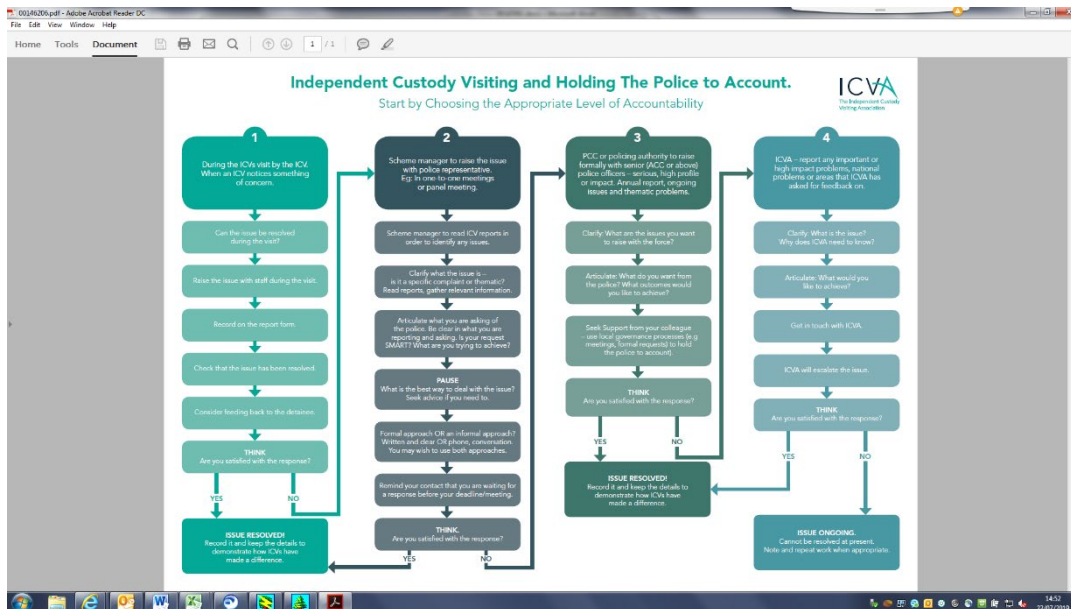 00146206.pdf - Adobe Acrobat Reader DC
File Edit View Window Help
Home Tools Document
1 / 1
Independent Custody Visiting and Holding The Police to Account.
Start by Choosing the Appropriate Level of Accountability
ICVA
The Independent Custody
Visiting Association
1
During the ICVs visit by the ICV.
When an ICV notices something
of concern.
Can the issue be resolved
during the visit?
Raise the issue with staff during the visit.
Record on the report form.
Check that the issue has been resolved.
Consider feeding back to the detainee.
THINK
Are you satisfied with the response?
YES
NO
ISSUE RESOLVED!
Record it and keep the details to
demonstrate how ICVs have
made a difference.
2
Scheme manager to raise the issue
with police representative.
Eg: In one-to-one meetings
or panel meeting.
Scheme manager to read ICV reports in
order to identify any issues.
Clarify what the issue is –
is it a specific complaint or thematic?
Read reports, gather relevant information.
Articulate what you are asking of
the police. Be clear in what you are
reporting and asking. Is your request
SMART? What are you trying to achieve?
PAUSE
What is the best way to deal with the issue?
Seek advice if you need to.
Formal approach OR an informal approach?
Written and clear OR phone, conversation.
You may wish to use both approaches.
Remind your contact that you are waiting for
a response before your deadline/meeting.
THINK.
Are you satisfied with the response?
YES
NO
3
PCC or policing authority to raise
formally with senior (ACC or above)
police officers – serious, high profile
or impact. Annual report, ongoing
issues and thematic problems.
Clarify: What are the issues you want
to raise with the force?
Articulate: What do you want from
the police? What outcomes would
you like to achieve?
Seek Support from your colleague
– use local governance processes (e.g
meetings, formal requests) to hold
the police to account).
THINK
Are you satisfied with the response?
YES
NO
ISSUE RESOLVED!
Record it and keep the details to
demonstrate how ICVs have
made a difference.
4
ICVA – report any important or
high impact problems, national
problems or areas that ICVA has
asked for feedback on.
Clarify: What is the issue?
Why does ICVA need to know?
Articulate: What would you
like to achieve?
Get in touch with ICVA.
ICVA will escalate the issue.
THINK
Are you satisfied with the response?
YES
NO
ISSUE ONGOING.
Cannot be resolved at present.
Note and repeat work when appropriate.
14:52